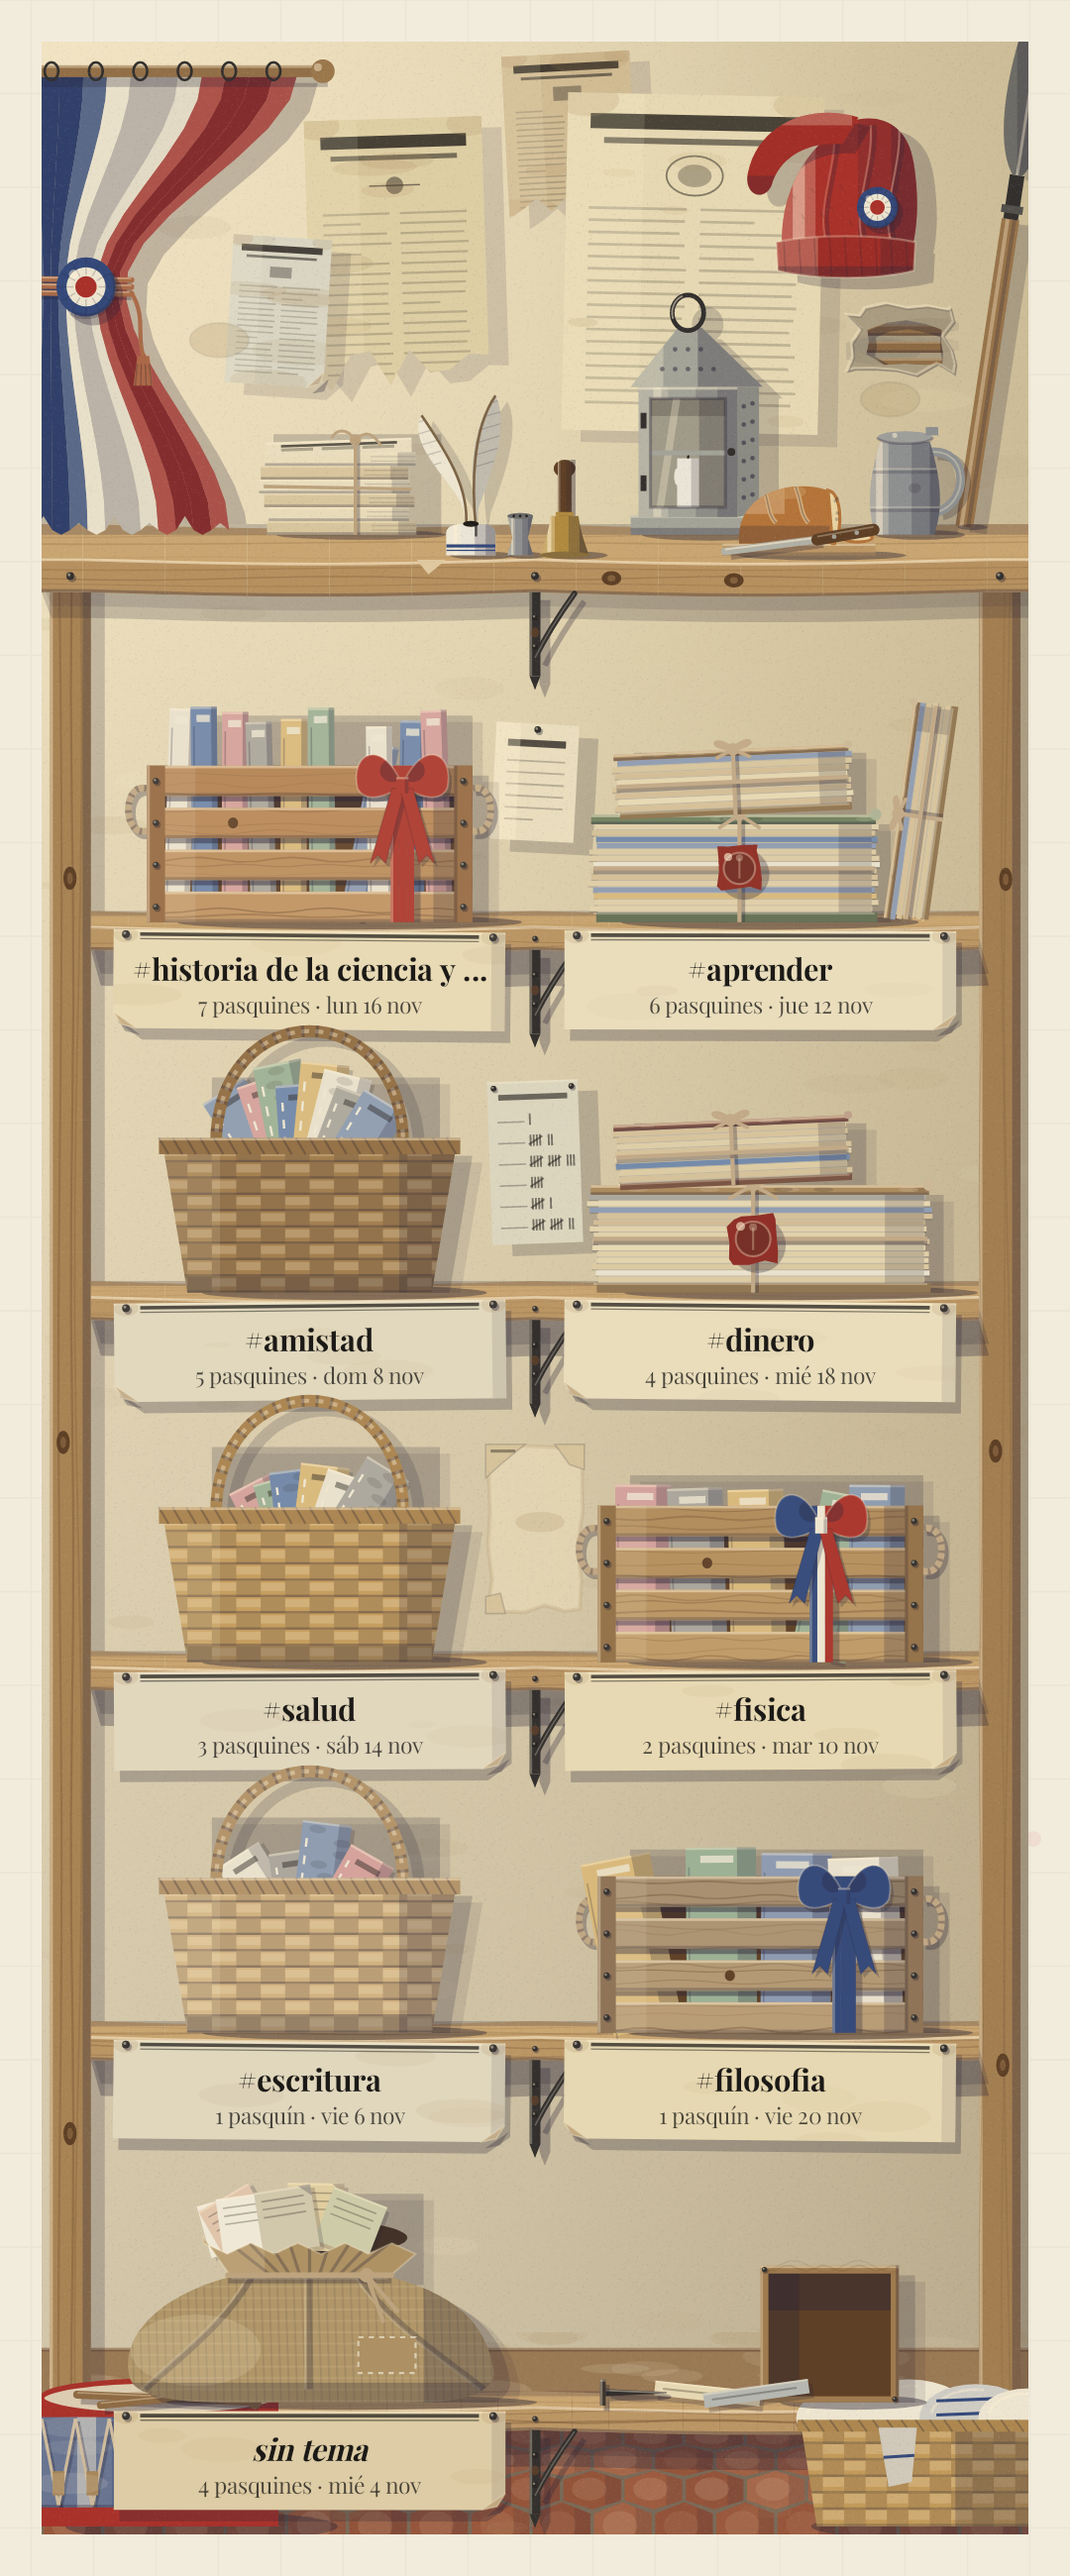 #historia de la ciencia y ...
7 pasquines · lun 16 nov
#aprender
6 pasquines · jue 12 nov
#amistad
5 pasquines · dom 8 nov
#dinero
4 pasquines · mié 18 nov
#salud
3 pasquines · sáb 14 nov
#fisica
2 pasquines · mar 10 nov
#escritura
1 pasquín · vie 6 nov
#filosofia
1 pasquín · vie 20 nov
sin tema
4 pasquines · mié 4 nov